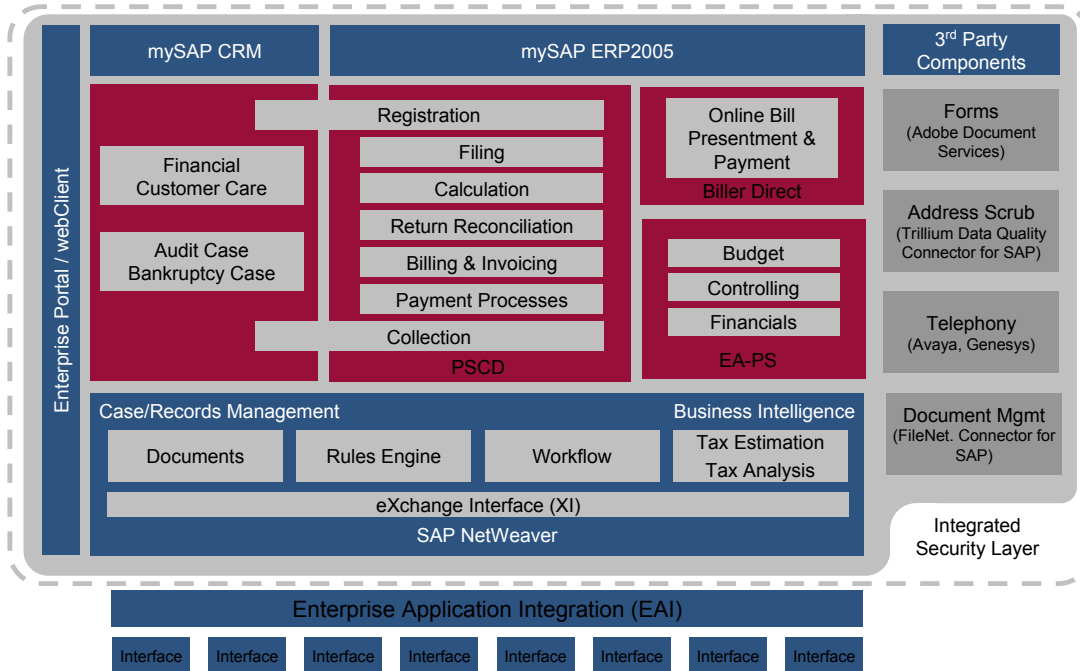 Enterprise Portal / webClient
mySAP CRM
mySAP ERP2005
3rd Party
Components
Registration
Financial
Customer Care
Audit Case
Bankruptcy Case
Filing
Calculation
Return Reconciliation
Billing & Invoicing
Payment Processes
Collection
PSCD
Online Bill
Presentment &
Payment
Biller Direct
Budget
Controlling
Financials
EA-PS
Forms
(Adobe Document
Services)
Address Scrub
(Trillium Data Quality
Connector for SAP)
Telephony
(Avaya, Genesys)
Document Mgmt
(FileNet. Connector for
SAP)
Case/Records Management
Business Intelligence
Documents
Rules Engine
Workflow
Tax Estimation
Tax Analysis
eXchange Interface (XI)
SAP NetWeaver
Integrated
Security Layer
Enterprise Application Integration (EAI)
Interface
Interface
Interface
Interface
Interface
Interface
Interface
Interface